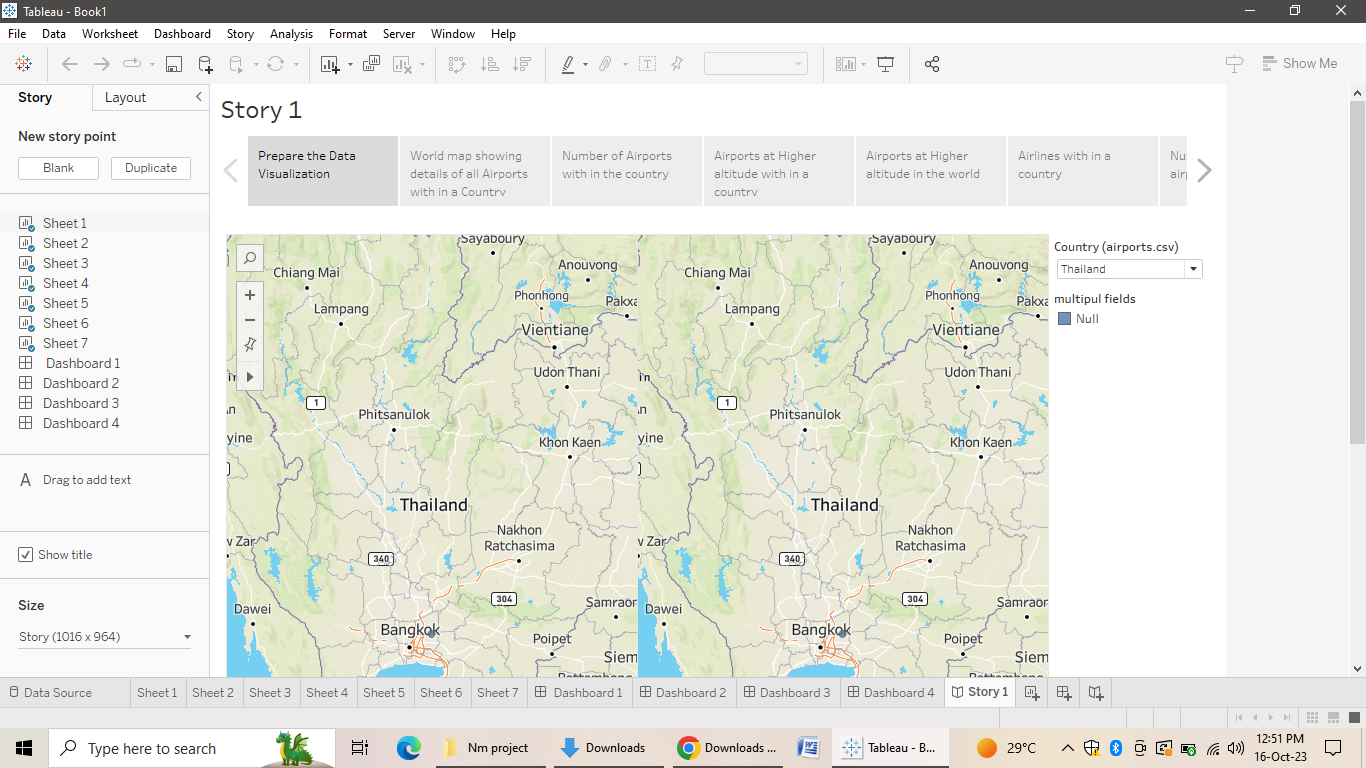 Tableau - Book1
File Data Worksheet Dashboard Story Analysis Format Server Window Help
Show Me
Story Layout
New story point
Blank Duplicate
Sheet 1
Sheet 2
Sheet 3
Sheet 4
Sheet 5
Sheet 6
Sheet 7
Dashboard 1
Dashboard 2
Dashboard 3
Dashboard 4
A Drag to add text
Show title
Size
Story (1016 x 964)
Story 1
Prepare the Data
Visualization
World map showing
details of all Airports
with in a Country
Number of Airports
with in the country
Airports at Higher
altitude with in a
country
Airports at Higher
altitude in the world
Airlines with in a
country
Nu
air
Sayaboury
Chiang Mai
Anouvong
Phonhong
Pakxa
Lampang
Vientiane
Udon Thani
in
1
Phitsanulok
an
yine
Khon Kaen
Thailand
Nakhon
Ratchasima
w Zar
340
304
Dawei
Samraon
Bangkok
Poipet
Siem
Battambang
Sayaboury
Chiang Mai
Anouvong
Phonhong
Pakxa
Lampang
Vientiane
Udon Thani
in
1
Phitsanulok
an
yine
Khon Kaen
Thailand
Nakhon
Ratchasima
w Zar
340
304
Dawei
Samraon
Bangkok
Poipet
Siem
Battambang
Country (airports.csv)
Thailand
multipul fields
Null
Data Source Sheet 1 Sheet 2 Sheet 3 Sheet 4 Sheet 5 Sheet 6 Sheet 7 Dashboard 1 Dashboard 2 Dashboard 3 Dashboard 4 Story 1
Type here to search Nm project Downloads Downloads ... Tableau - B... 29°C 12:51 PM
16-Oct-23